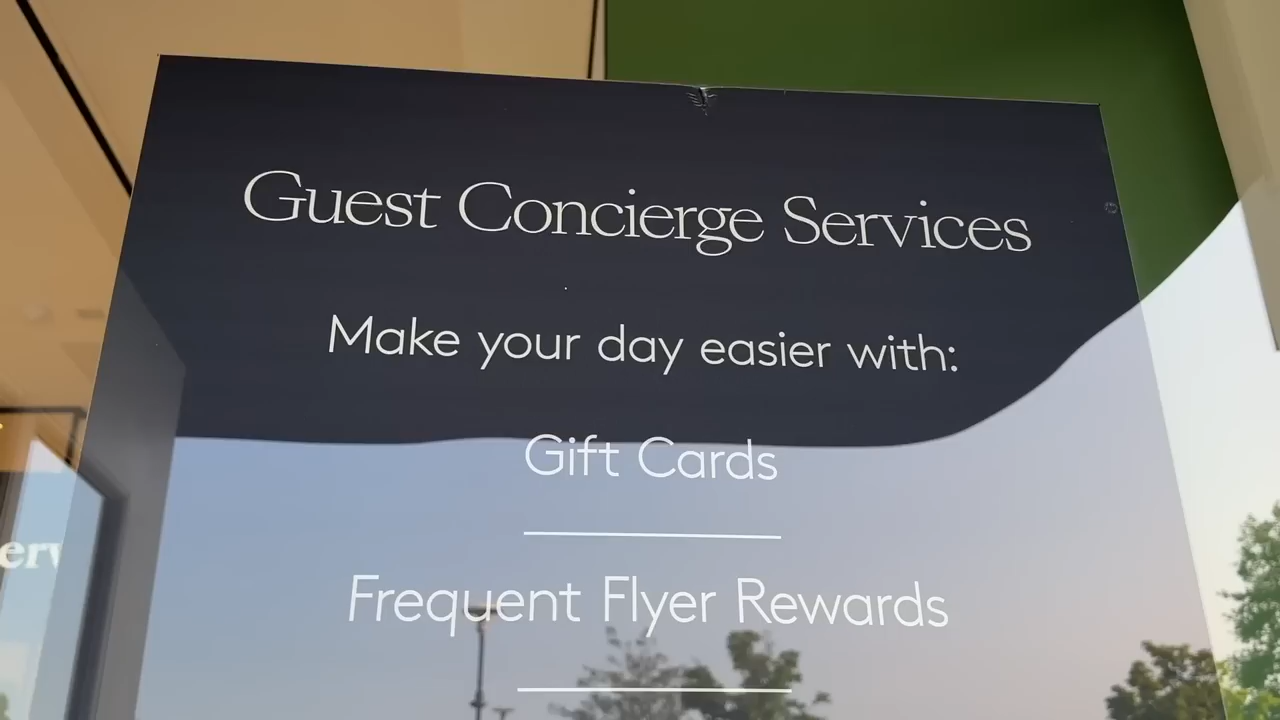 Guest Concierge Services
Make your day easier with:
Gift Cards
Frequent Flyer Rewards